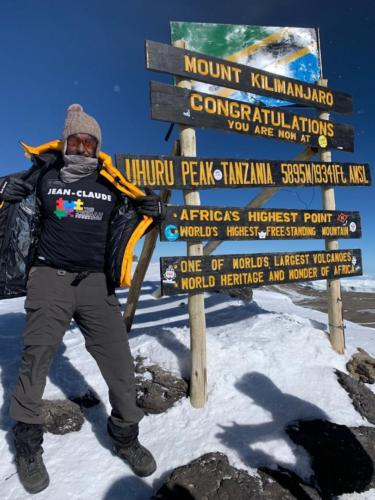 MOUNT KILIMANJARO
CONGRATULATIONS
YOU ARE NOW AT
UHURU PEAK TANZANIA 5895M/19341FT. AMSL
AFRICA'S HIGHEST POINT
WORLD'S HIGHEST FREE-STANDING MOUNTAIN
ONE OF WORLD'S LARGEST VOLCANOES
WORLD HERITAGE AND WONDER OF AFRICA
JEAN-CLAUDE